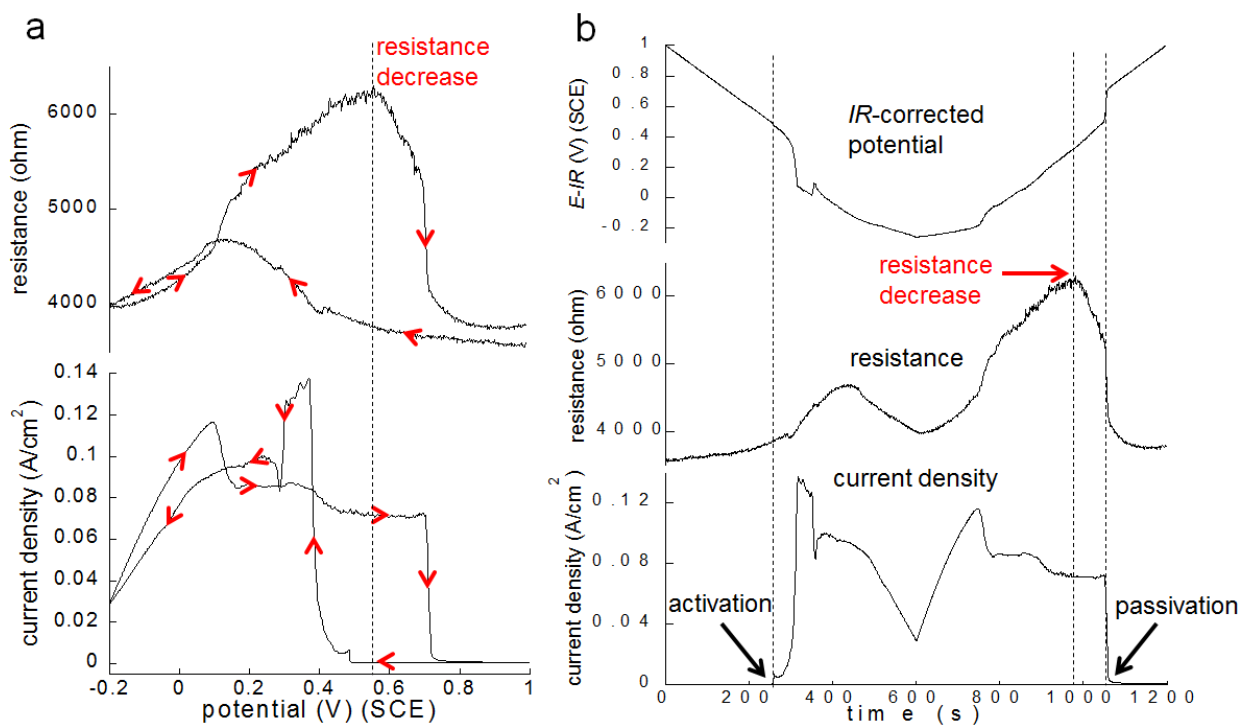 a
resistance
decrease
6000
5000
4000
resistance (ohm)
0.14
0.12
0.1
0.08
0.06
0.04
0.02
0
current density (A/cm2)
-0.2
0
0.2
0.4
0.6
0.8
1
potential (V) (SCE)
b
1
0.8
0.6
0.4
0.2
0
-0.2
E-IR (V) (SCE)
IR-corrected
potential
resistance
decrease
6000
5000
4000
resistance (ohm)
resistance
current density
0.12
0.08
0.04
0
current density (A/cm2)
activation
passivation
0
200
400
600
800
1000
1200
time (s)